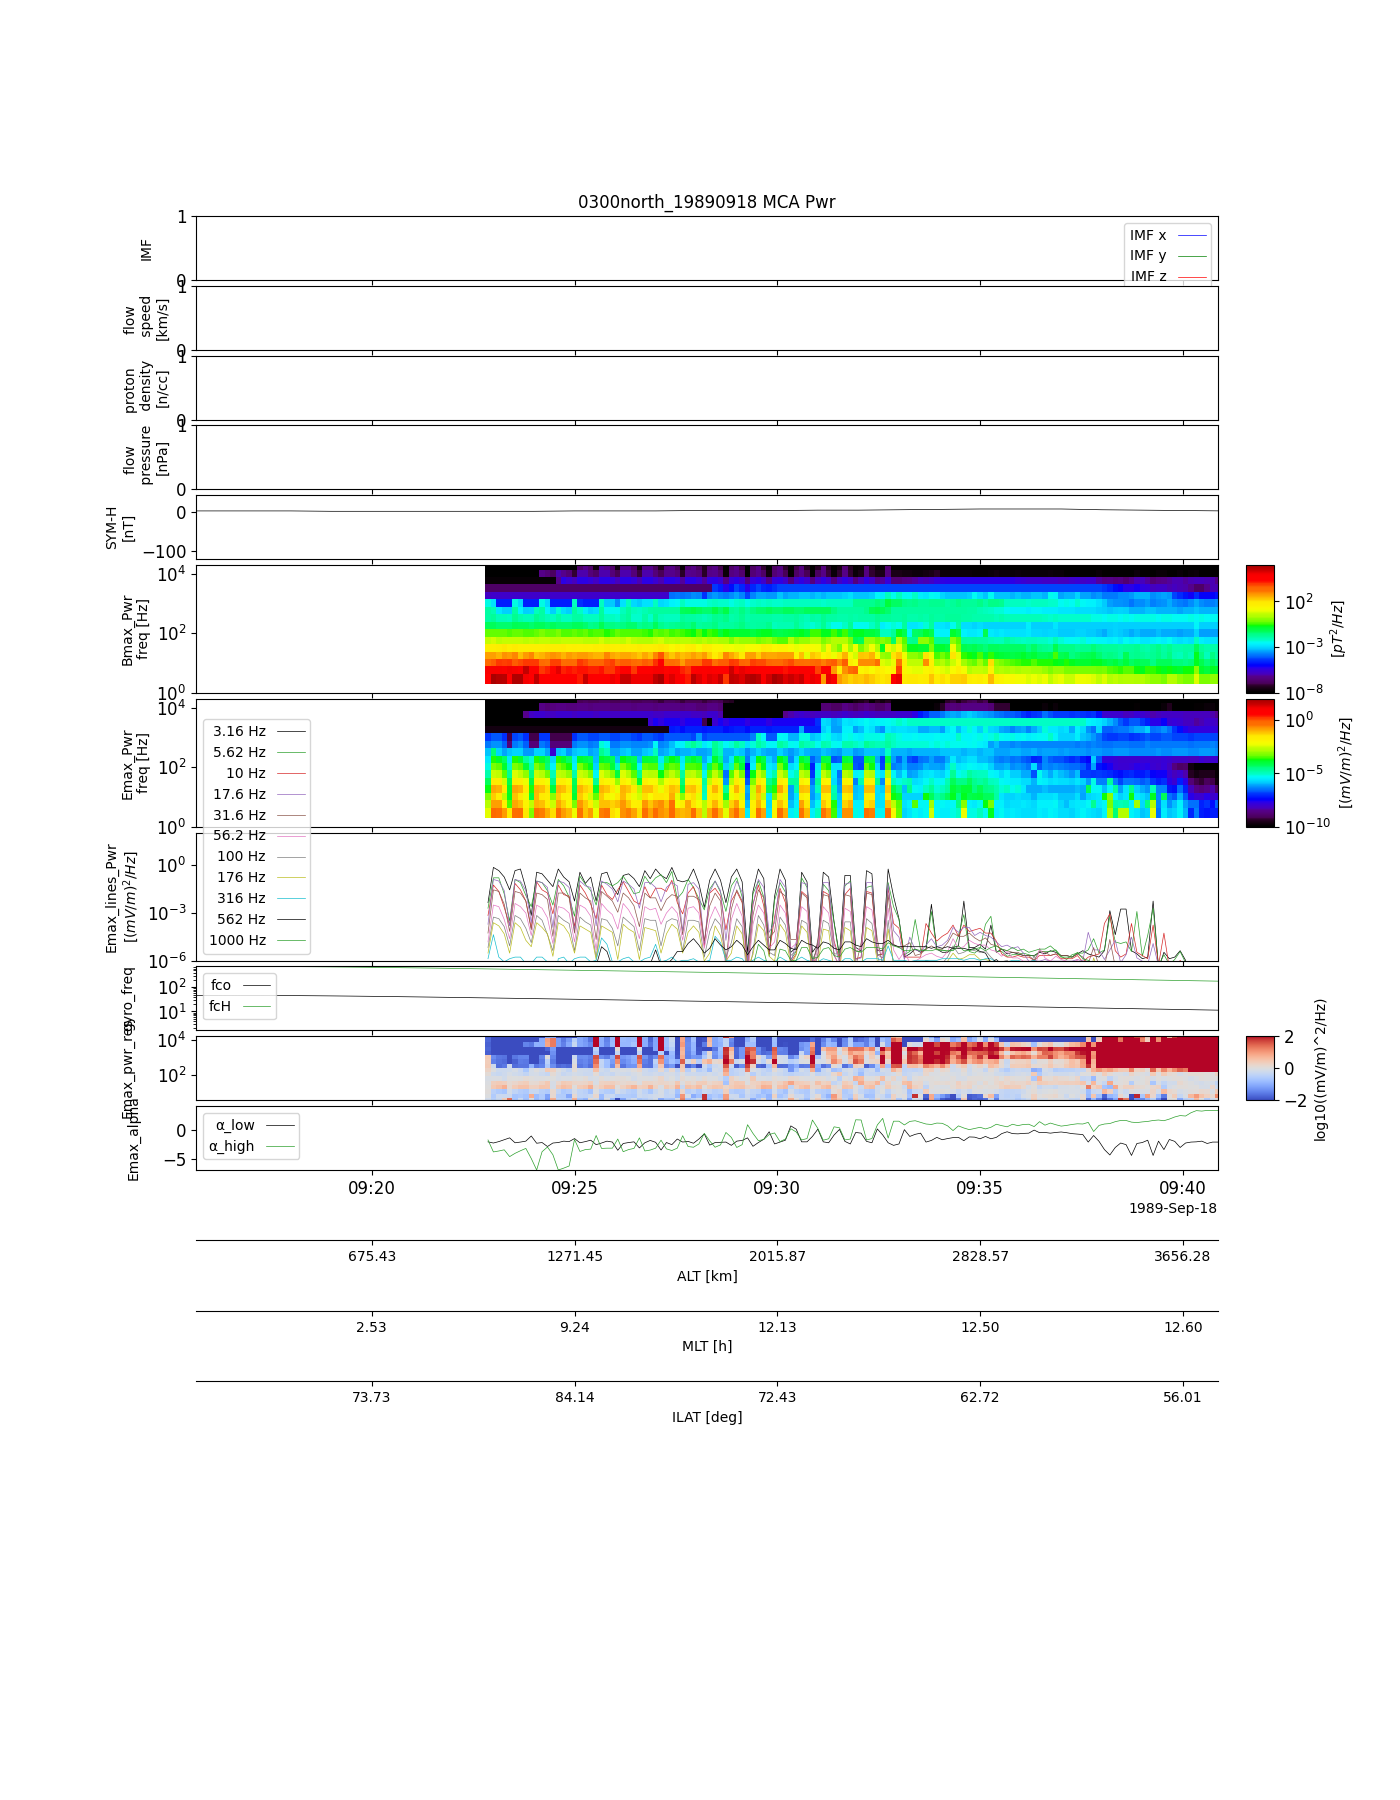 0300north_19890918 MCA Pwr
1
0
IMF
IMF x
IMF y
IMF z
1
0
flow
speed
[km/s]
1
0
proton
density
[n/cc]
1
0
flow
pressure
[nPa]
0
−100
SYM-H
[nT]
10^4
10^2
10^0
Bmax_Pwr
freq [Hz]
10^2
10^−3
10^−8
[pT^2/Hz]
10^4
10^2
10^0
Emax_Pwr
freq [Hz]
10^0
10^−5
10^−10
[(mV/m)^2/Hz]
3.16 Hz
5.62 Hz
10 Hz
17.6 Hz
31.6 Hz
56.2 Hz
100 Hz
176 Hz
316 Hz
562 Hz
1000 Hz
10^0
10^−3
10^−6
Emax_lines_Pwr
[(mV/m)^2/Hz]
10^2
10^1
gyro_freq
fco
fcH
10^4
10^2
Emax_pwr_reg
2
0
−2
log10((mV/m)^2/Hz)
0
−5
Emax_alpha
α_low
α_high
09:20 09:25 09:30 09:35 09:40
1989-Sep-18
675.43 1271.45 2015.87 2828.57 3656.28
ALT [km]
2.53 9.24 12.13 12.50 12.60
MLT [h]
73.73 84.14 72.43 62.72 56.01
ILAT [deg]